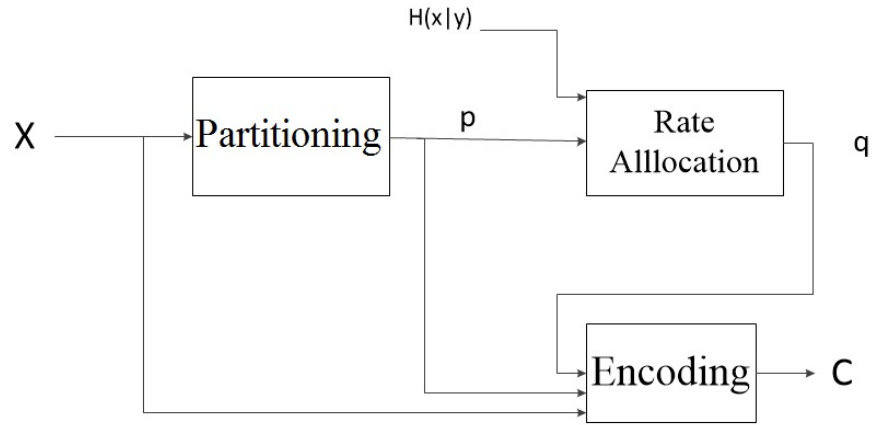 H(x|y)
X
Partitioning
p
Rate
Alllocation
q
Encoding
C